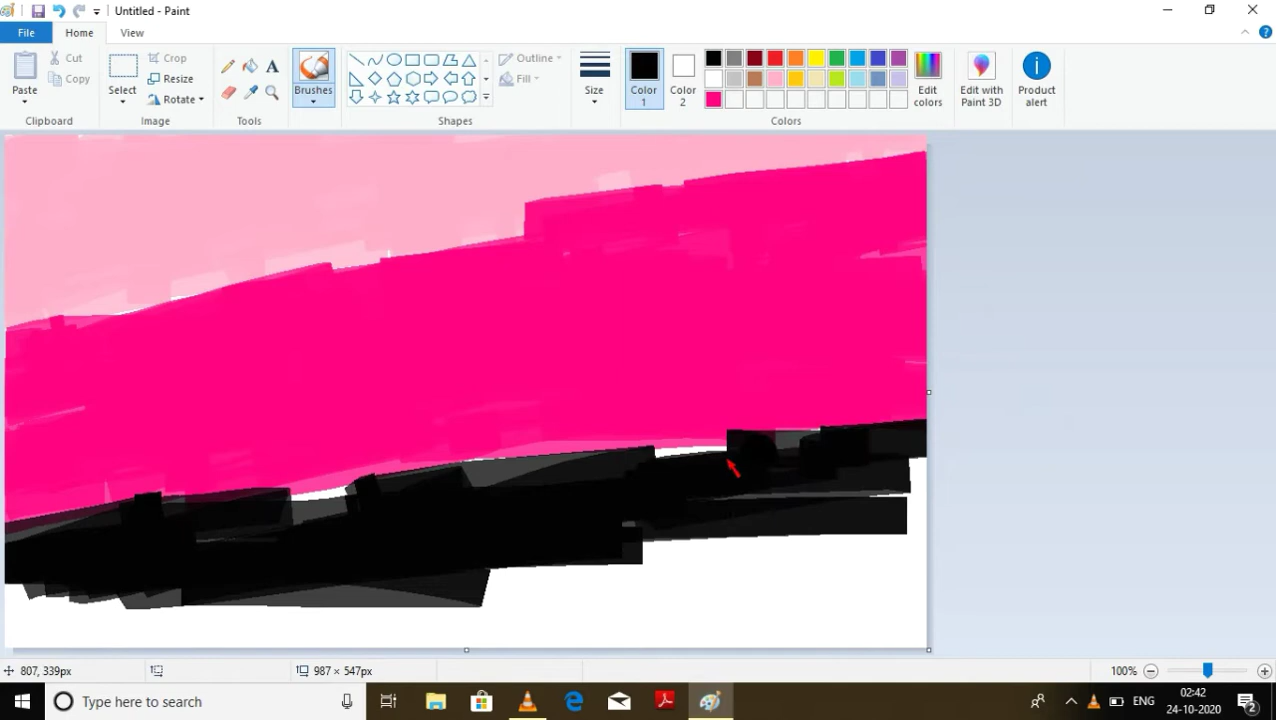 Untitled - Paint
File
Home
View
Paste
Cut
Copy
Clipboard
Select
Crop
Resize
Rotate
Image
A
Tools
Brushes
Outline
Fill
Shapes
Size
Color
1
Color
2
Edit
colors
Colors
Edit with
Paint 3D
Product
alert
807, 339px
987 × 547px
100%
Type here to search
ENG
02:42
24-10-2020
2